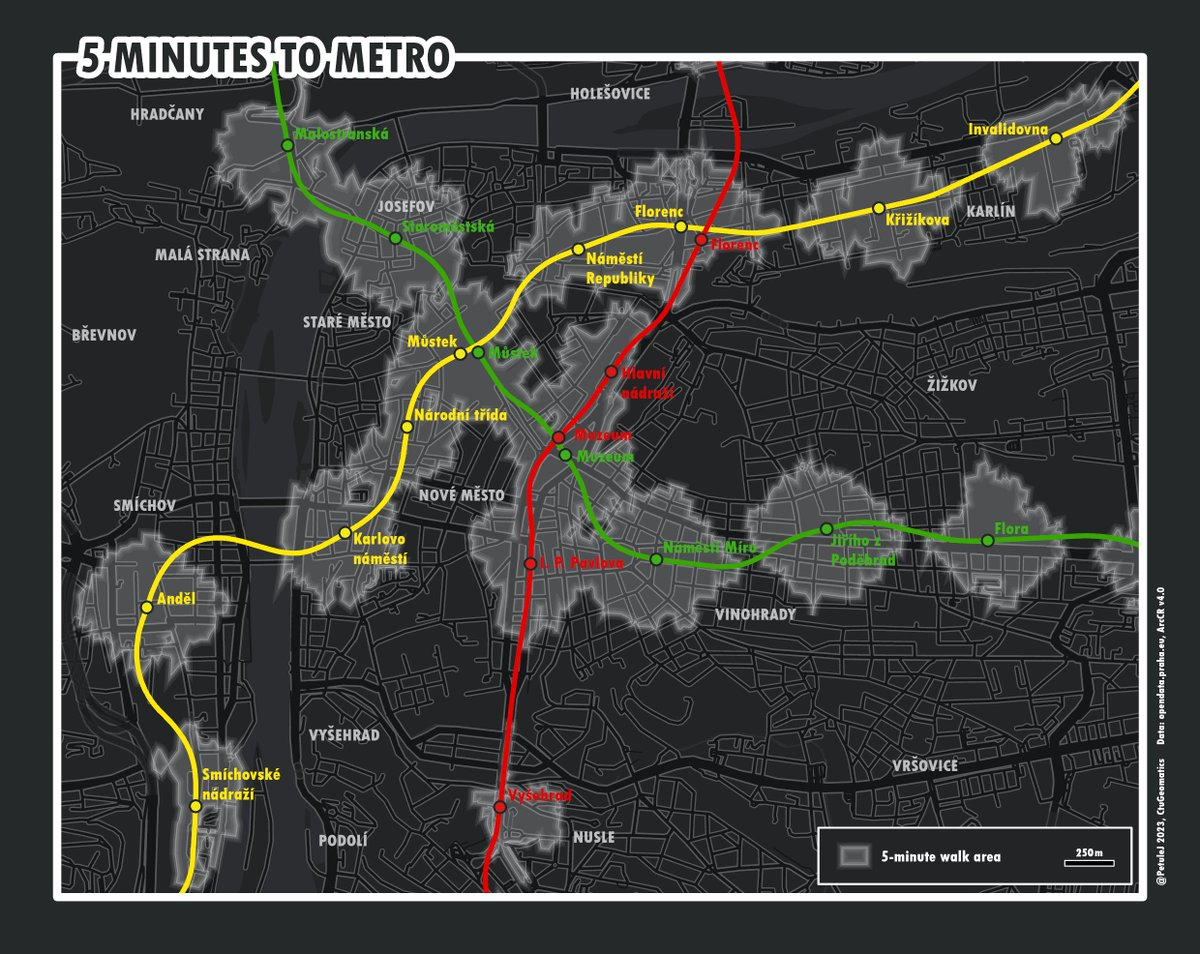 5 MINUTES TO METRO
HOLEŠOVICE
HRADČANY
Malostranská
Invalidovna
JOSEFOV
Florenc
Křižíkova
KARLÍN
Staroměstská
Florenc
MALÁ STRANA
Náměstí
Republiky
STARÉ MĚSTO
BŘEVNOV
Můstek
Můstek
Hlavní
nádraží
ŽIŽKOV
Národní třída
Muzeum
Muzeum
NOVÉ MĚSTO
SMÍCHOV
Karlovo
náměstí
Náměstí Míru
Jiřího z
Poděbrad
Flora
I. P. Pavlova
Anděl
VINOHRADY
VYŠEHRAD
VRŠOVICE
Smíchovské
nádraží
Vyšehrad
PODOLÍ
NUSLE
5-minute walk area
250m
@PetuleJ 2023, CtuGeomatics Data: opendata.praha.eu, ArcCR v4.0